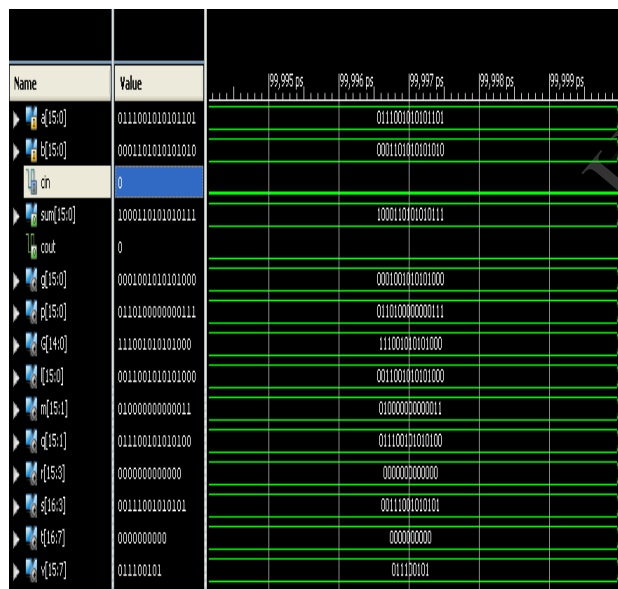 Name Value 99,995 ps 99,996 ps 99,997 ps 99,998 ps 99,999 ps
a[15:0] 0111001010101101 0111001010101101
b[15:0] 0001101010101010 0001101010101010
cin 0
sum[15:0] 1000110101010111 1000110101010111
cout 0
g[15:0] 0001001010101000 0001001010101000
p[15:0] 0110100000000111 0110100000000111
G[14:0] 111001010101000 111001010101000
l[15:0] 0011001010101000 0011001010101000
m[15:1] 010000000000011 010000000000011
q[15:1] 011100101010100 011100101010100
r[15:3] 0000000000000 0000000000000
s[16:3] 00111001010101 00111001010101
t[16:7] 0000000000 0000000000
v[15:7] 011100101 011100101